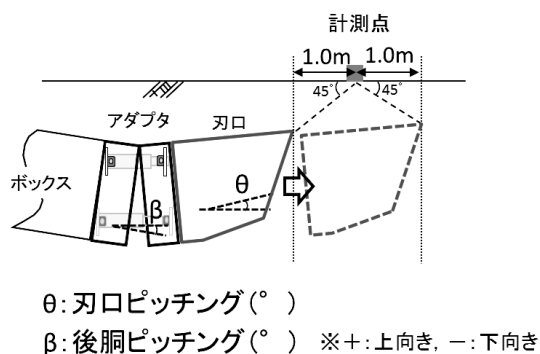 計測点
1.0m 1.0m
45° 45°
アダプタ 刃口
ボックス
θ
β
θ:刃口ピッチング(° )
β:後胴ピッチング(° ) ※+:上向き, －:下向き